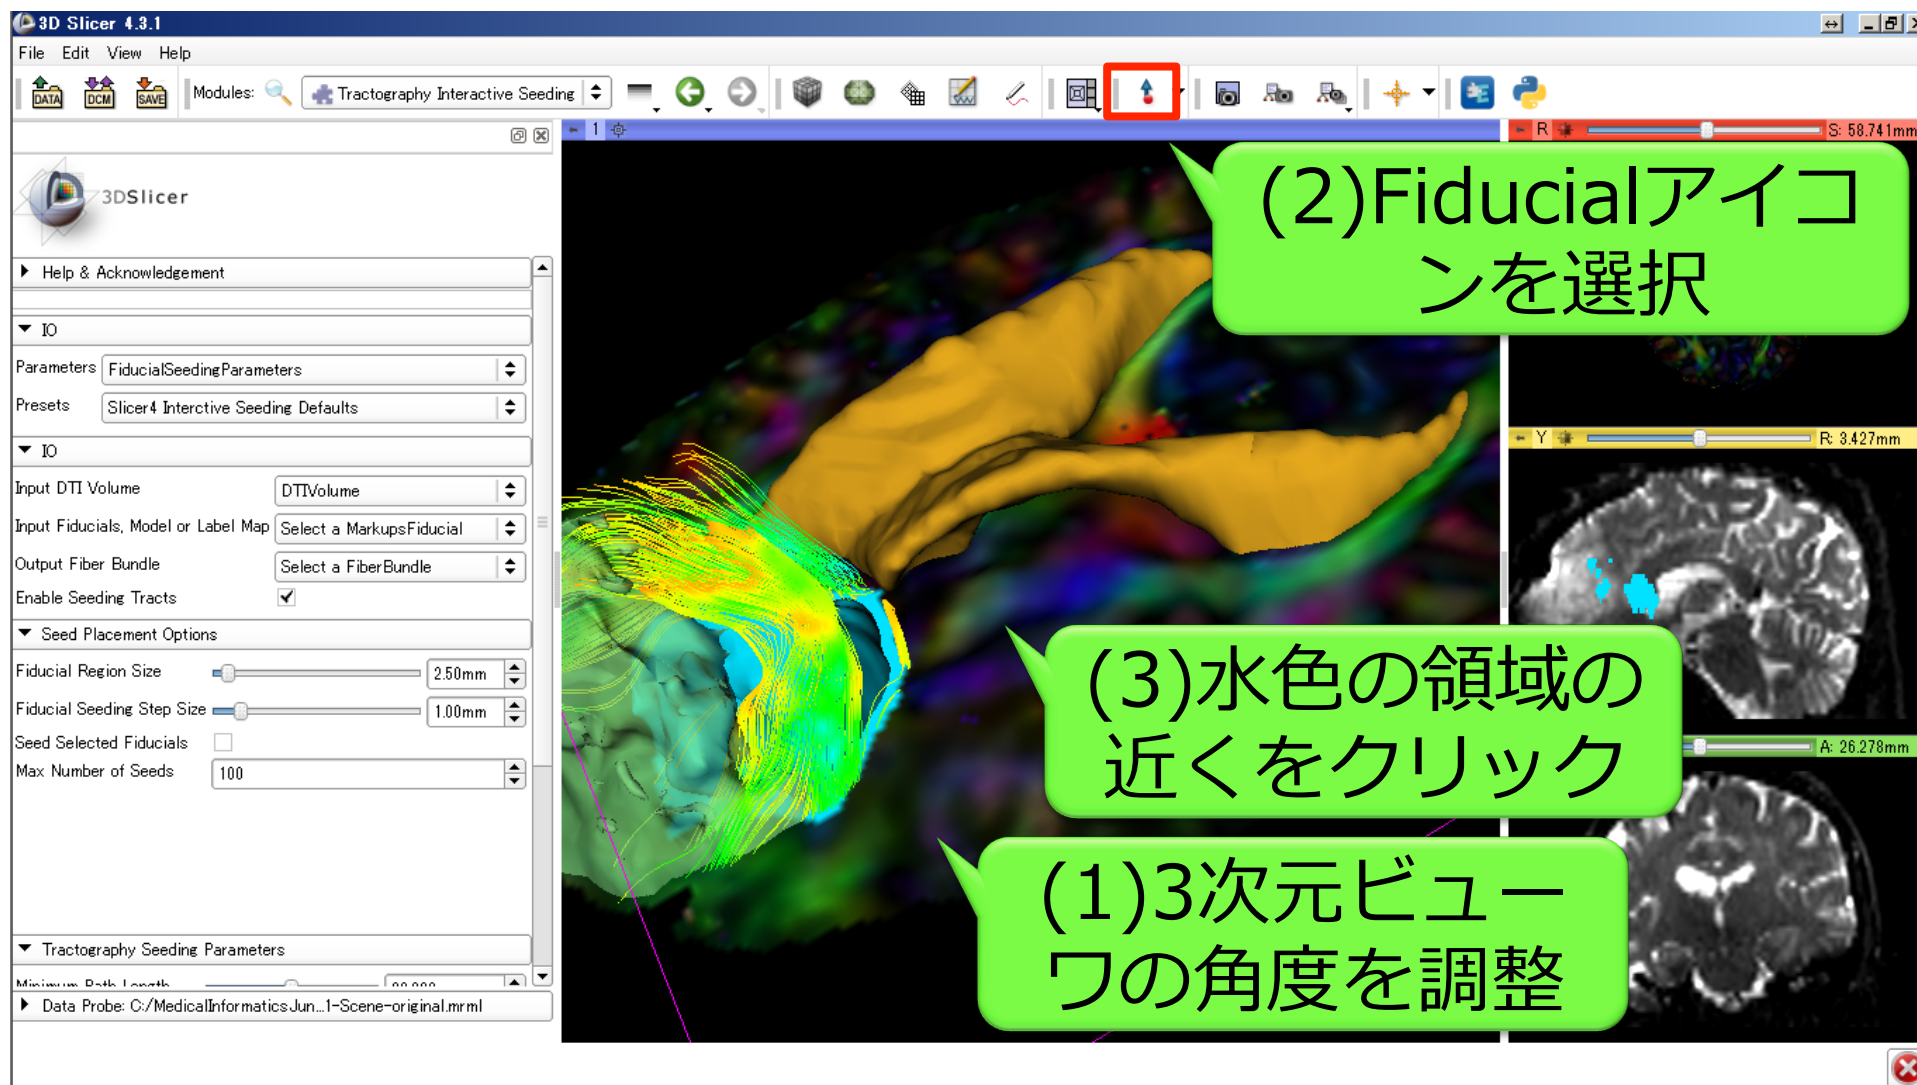 3D Slicer 4.3.1
File Edit View Help
DATA DCM SAVE Modules: Tractography Interactive Seeding
1
R S: 58.741mm
3DSlicer
(2)Fiducialアイコ
ンを選択
Help & Acknowledgement
IO
Parameters FiducialSeedingParameters
Presets Slicer4 Interctive Seeding Defaults
IO
Y R: 3.427mm
Input DTI Volume DTIVolume
Input Fiducials, Model or Label Map Select a MarkupsFiducial
Output Fiber Bundle Select a FiberBundle
Enable Seeding Tracts
Seed Placement Options
Fiducial Region Size 2.50mm
Fiducial Seeding Step Size 1.00mm
Seed Selected Fiducials
Max Number of Seeds 100
(3)水色の領域の
近くをクリック
A: 26.278mm
(1)3次元ビュー
ワの角度を調整
Tractography Seeding Parameters
Minimum Path Length
Data Probe: C:/MedicalInformaticsJun...1-Scene-original.mrml